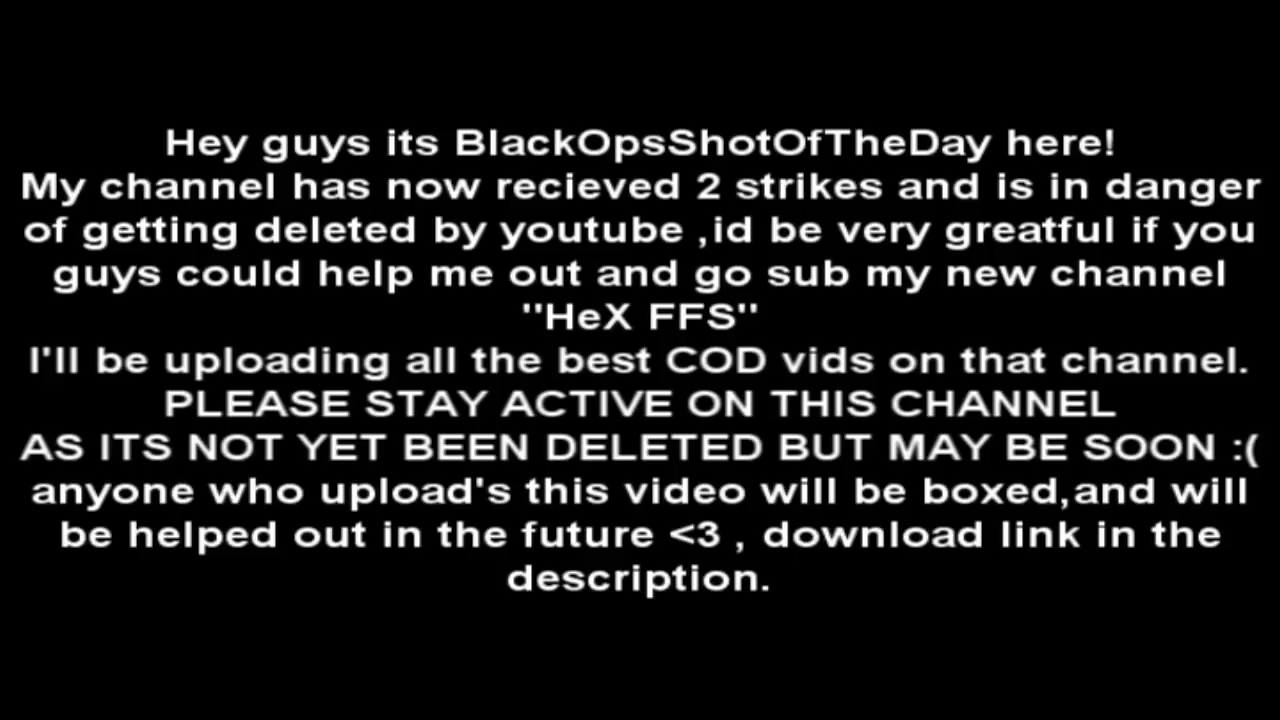 Hey guys its BlackOpsShotOfTheDay here!
My channel has now recieved 2 strikes and is in danger
of getting deleted by youtube ,id be very greatful if you
guys could help me out and go sub my new channel
"HeX FFS"
I'll be uploading all the best COD vids on that channel.
PLEASE STAY ACTIVE ON THIS CHANNEL
AS ITS NOT YET BEEN DELETED BUT MAY BE SOON :(
anyone who upload's this video will be boxed,and will
be helped out in the future <3 , download link in the
description.